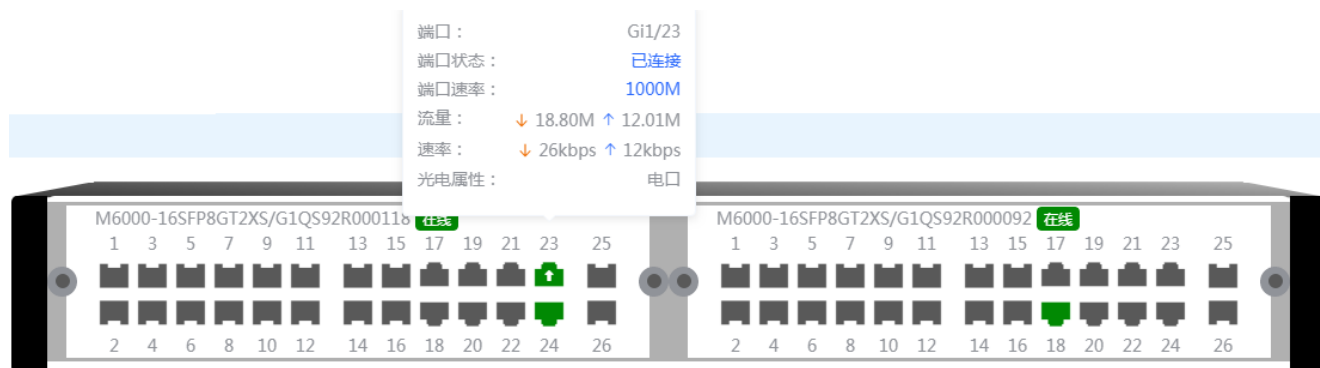 端口： Gi1/23
端口状态： 已连接
端口速率： 1000M
流量： ↓ 18.80M ↑ 12.01M
速率： ↓ 26kbps ↑ 12kbps
光电属性： 电口
M6000-16SFP8GT2XS/G1QS92R000118 在线
1 3 5 7 9 11 13 15 17 19 21 23 25
2 4 6 8 10 12 14 16 18 20 22 24 26
M6000-16SFP8GT2XS/G1QS92R000092 在线
1 3 5 7 9 11 13 15 17 19 21 23 25
2 4 6 8 10 12 14 16 18 20 22 24 26